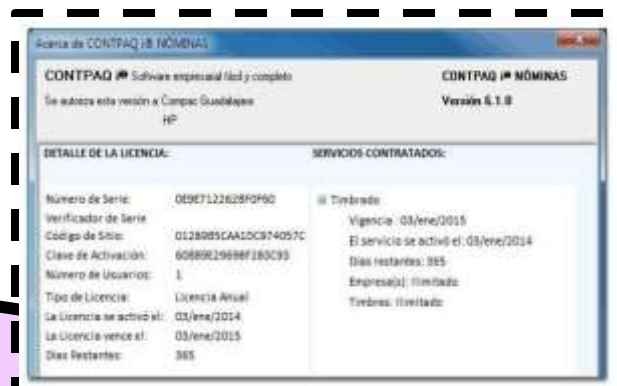 Acerca de CONTPAQ i® NÓMINAS
CONTPAQ i® Software empresarial fácil y completo
CONTPAQ i® NÓMINAS
Se autoriza esta versión a: Compac Guadalajara
Versión 6.1.0
HP
DETALLE DE LA LICENCIA:
SERVICIOS CONTRATADOS:
Número de Serie:
Verificador de Serie
Código de Sitio:
Clave de Activación:
Número de Usuarios: 1
Tipo de Licencia: Licencia Anual
La Licencia se activó el: 03/ene/2014
La Licencia vence el: 03/ene/2015
Dias Restantes: 365
Timbrado
Vigencia: 03/ene/2015
El servicio se activó el: 03/ene/2014
Dias restantes: 365
Empresa(s): Ilimitado
Timbres: Ilimitado